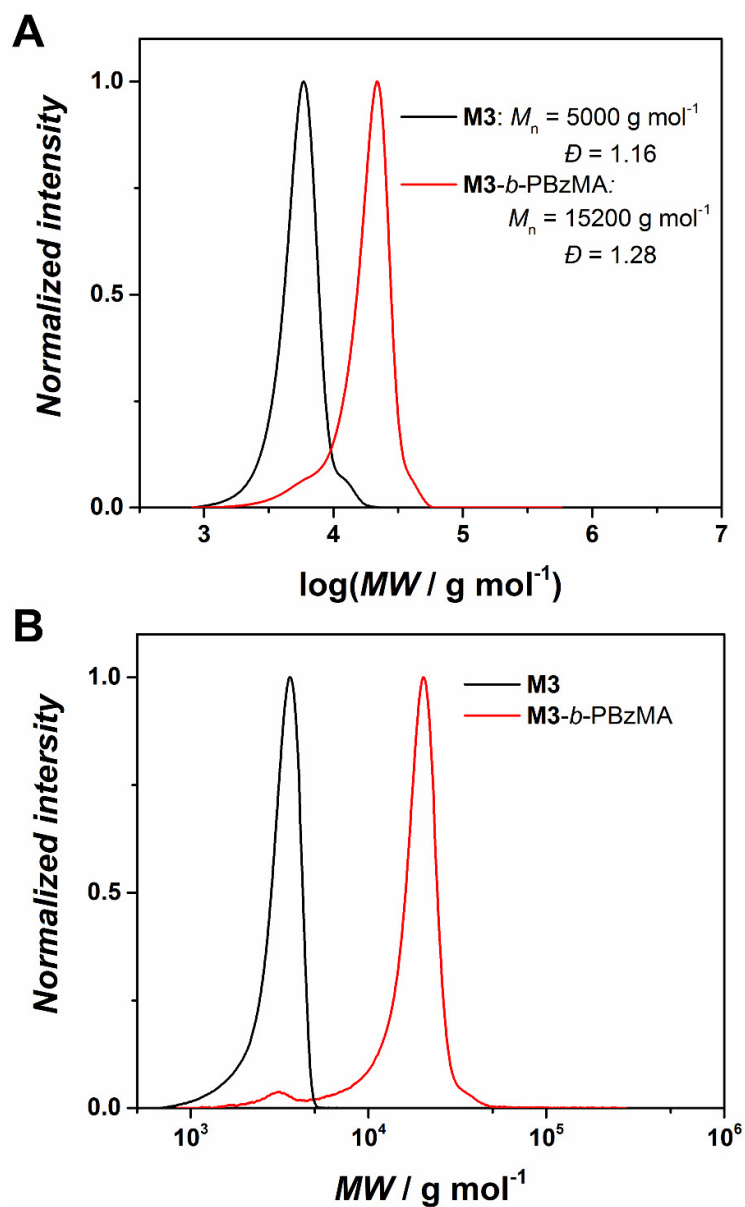 A
1.0
0.5
0.0
Normalized intensity
M3: Mn = 5000 g mol-1
Đ = 1.16
M3-b-PBzMA:
Mn = 15200 g mol-1
Đ = 1.28
3 4 5 6 7
log(MW / g mol-1)
B
1.0
0.5
0.0
Normalized intersity
M3
M3-b-PBzMA
10^3 10^4 10^5 10^6
MW / g mol-1